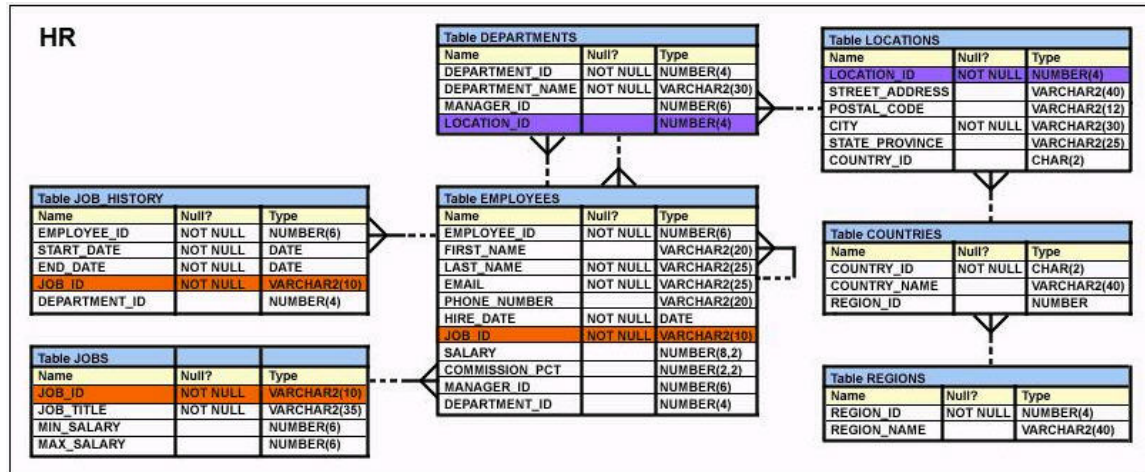 HR
Table DEPARTMENTS
Name Null? Type
DEPARTMENT_ID NOT NULL NUMBER(4)
DEPARTMENT_NAME NOT NULL VARCHAR2(30)
MANAGER_ID NUMBER(6)
LOCATION_ID NUMBER(4)
Table LOCATIONS
Name Null? Type
LOCATION_ID NOT NULL NUMBER(4)
STREET_ADDRESS VARCHAR2(40)
POSTAL_CODE VARCHAR2(12)
CITY NOT NULL VARCHAR2(30)
STATE_PROVINCE VARCHAR2(25)
COUNTRY_ID CHAR(2)
Table JOB_HISTORY
Name Null? Type
EMPLOYEE_ID NOT NULL NUMBER(6)
START_DATE NOT NULL DATE
END_DATE NOT NULL DATE
JOB_ID NOT NULL VARCHAR2(10)
DEPARTMENT_ID NUMBER(4)
Table EMPLOYEES
Name Null? Type
EMPLOYEE_ID NOT NULL NUMBER(6)
FIRST_NAME VARCHAR2(20)
LAST_NAME NOT NULL VARCHAR2(25)
EMAIL NOT NULL VARCHAR2(25)
PHONE_NUMBER VARCHAR2(20)
HIRE_DATE NOT NULL DATE
JOB_ID NOT NULL VARCHAR2(10)
SALARY NUMBER(8,2)
COMMISSION_PCT NUMBER(2,2)
MANAGER_ID NUMBER(6)
DEPARTMENT_ID NUMBER(4)
Table COUNTRIES
Name Null? Type
COUNTRY_ID NOT NULL CHAR(2)
COUNTRY_NAME VARCHAR2(40)
REGION_ID NUMBER
Table JOBS
Name Null? Type
JOB_ID NOT NULL VARCHAR2(10)
JOB_TITLE NOT NULL VARCHAR2(35)
MIN_SALARY NUMBER(6)
MAX_SALARY NUMBER(6)
Table REGIONS
Name Null? Type
REGION_ID NOT NULL NUMBER(4)
REGION_NAME VARCHAR2(40)